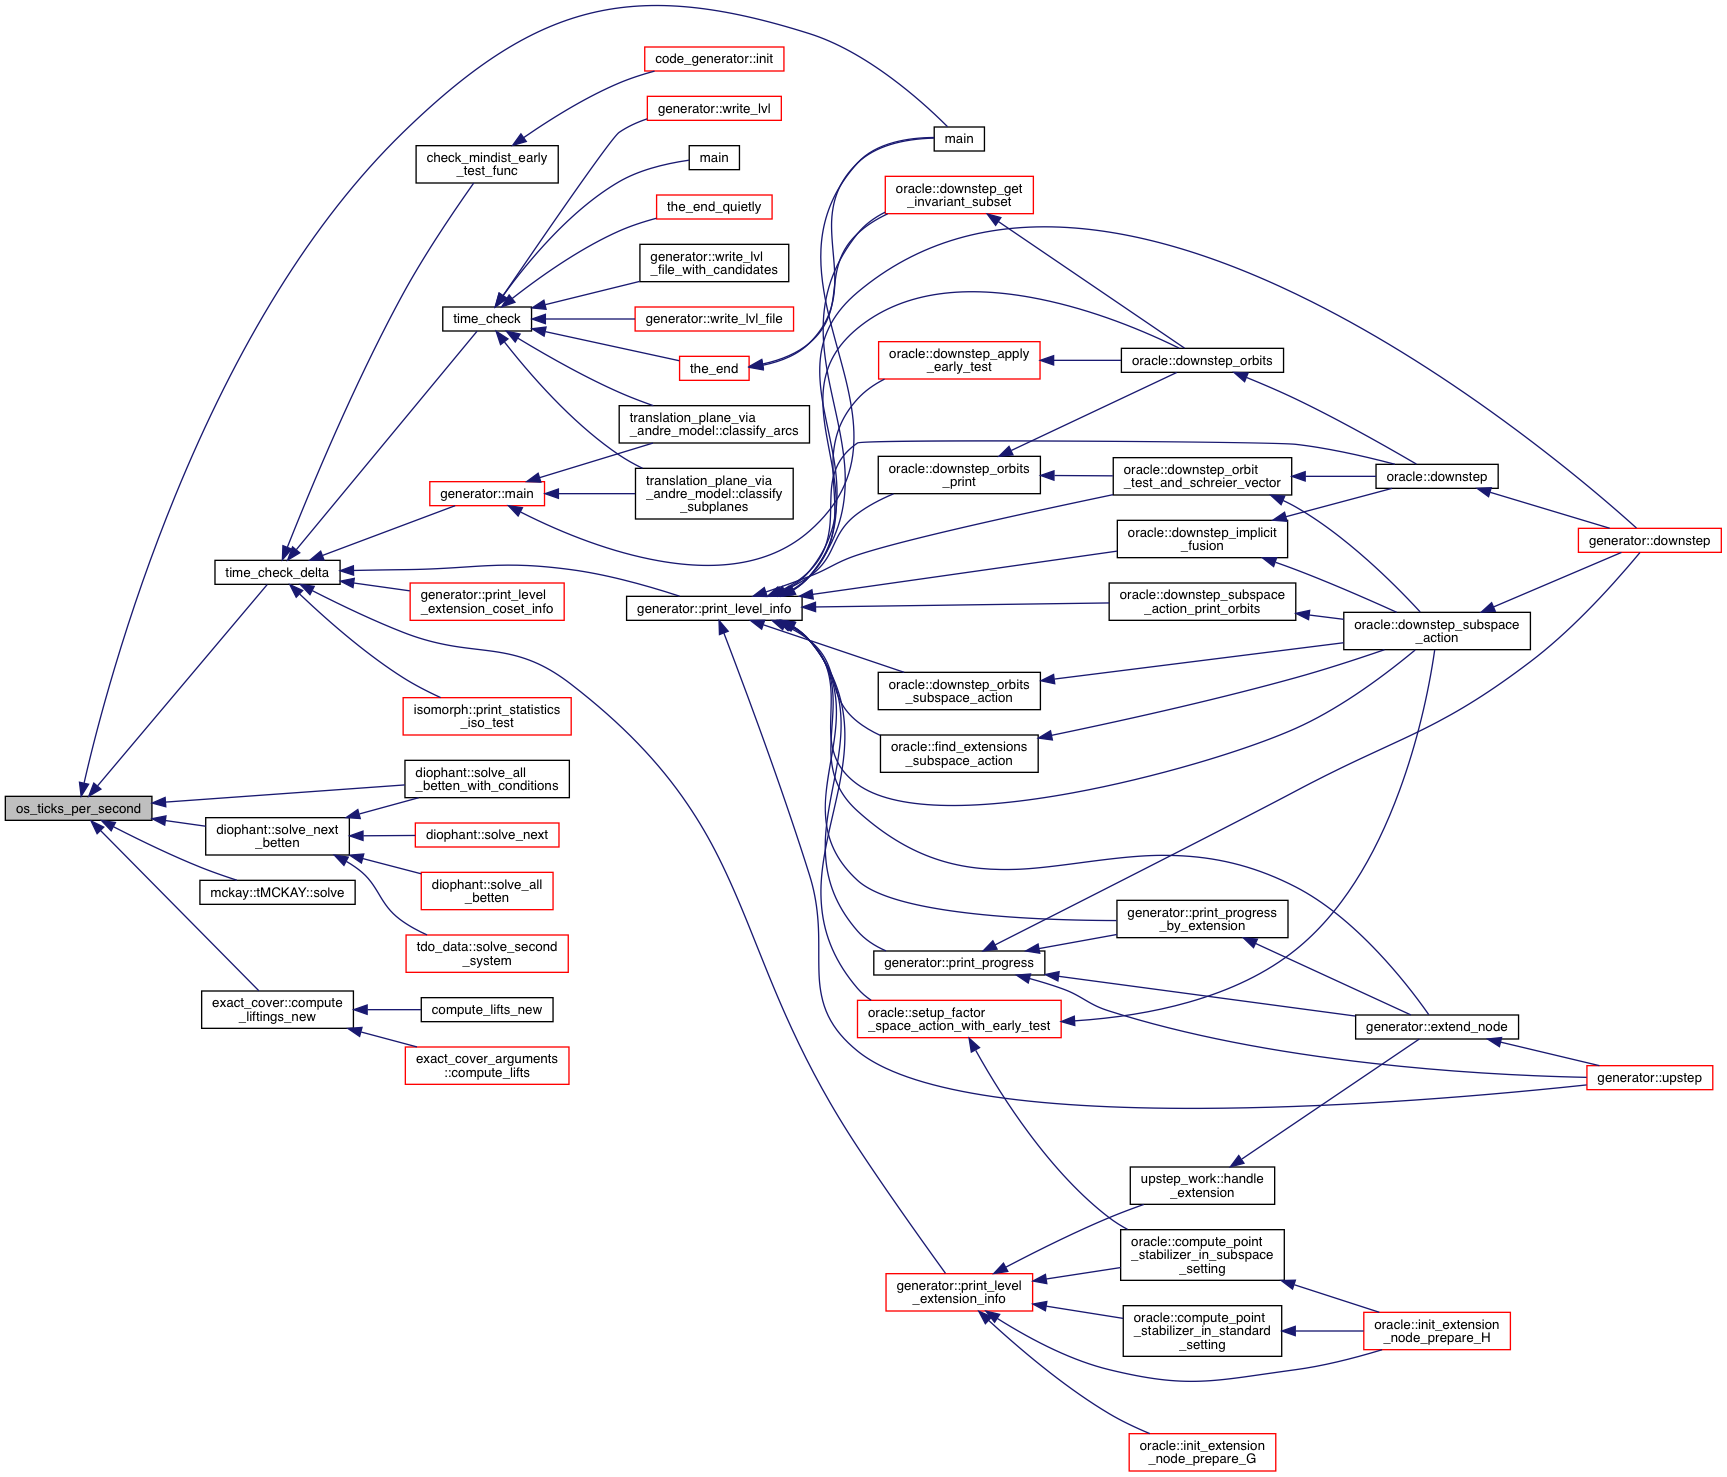 os_ticks_per_second
time_check_delta
diophant::solve_all
_betten_with_conditions
diophant::solve_next
_betten
mckay::tMCKAY::solve
exact_cover::compute
_liftings_new
check_mindist_early
_test_func
time_check
generator::main
generator::print_level
_extension_coset_info
isomorph::print_statistics
_iso_test
diophant::solve_next
diophant::solve_all
_betten
tdo_data::solve_second
_system
compute_lifts_new
exact_cover_arguments
::compute_lifts
code_generator::init
generator::write_lvl
main
the_end_quietly
generator::write_lvl
_file_with_candidates
generator::write_lvl_file
the_end
translation_plane_via
_andre_model::classify_arcs
translation_plane_via
_andre_model::classify
_subplanes
generator::print_level_info
main
oracle::downstep_get
_invariant_subset
oracle::downstep_apply
_early_test
oracle::downstep_orbits
_print
oracle::downstep_orbits
_subspace_action
oracle::find_extensions
_subspace_action
generator::print_progress
oracle::setup_factor
_space_action_with_early_test
generator::print_level
_extension_info
oracle::downstep_orbits
oracle::downstep_orbit
_test_and_schreier_vector
oracle::downstep_implicit
_fusion
oracle::downstep_subspace
_action_print_orbits
generator::print_progress
_by_extension
upstep_work::handle
_extension
oracle::compute_point
_stabilizer_in_subspace
_setting
oracle::compute_point
_stabilizer_in_standard
_setting
oracle::init_extension
_node_prepare_G
oracle::downstep
oracle::downstep_subspace
_action
generator::extend_node
oracle::init_extension
_node_prepare_H
generator::downstep
generator::upstep